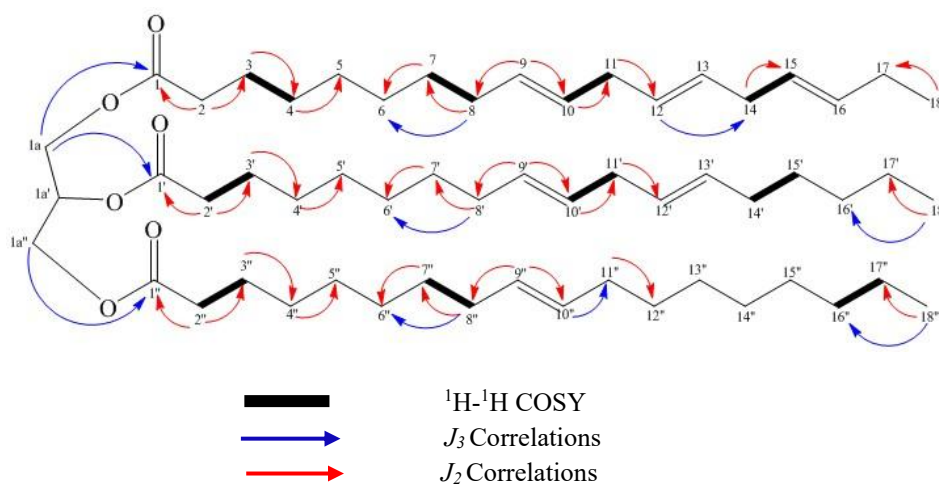 O
3 5 7 9 11 13 15 17
1 2 4 6 8 10 12 14 16 18
O
1a
O
3' 5' 7' 9' 11' 13' 15' 17'
1a'
O
1' 2' 4' 6' 8' 10' 12' 14' 16' 18
1a''
O
3'' 5'' 7'' 9'' 11'' 13'' 15'' 17''
O
1'' 2'' 4'' 6'' 8'' 10'' 12'' 14'' 16'' 18''
¹H-¹H COSY
J₃ Correlations
J₂ Correlations